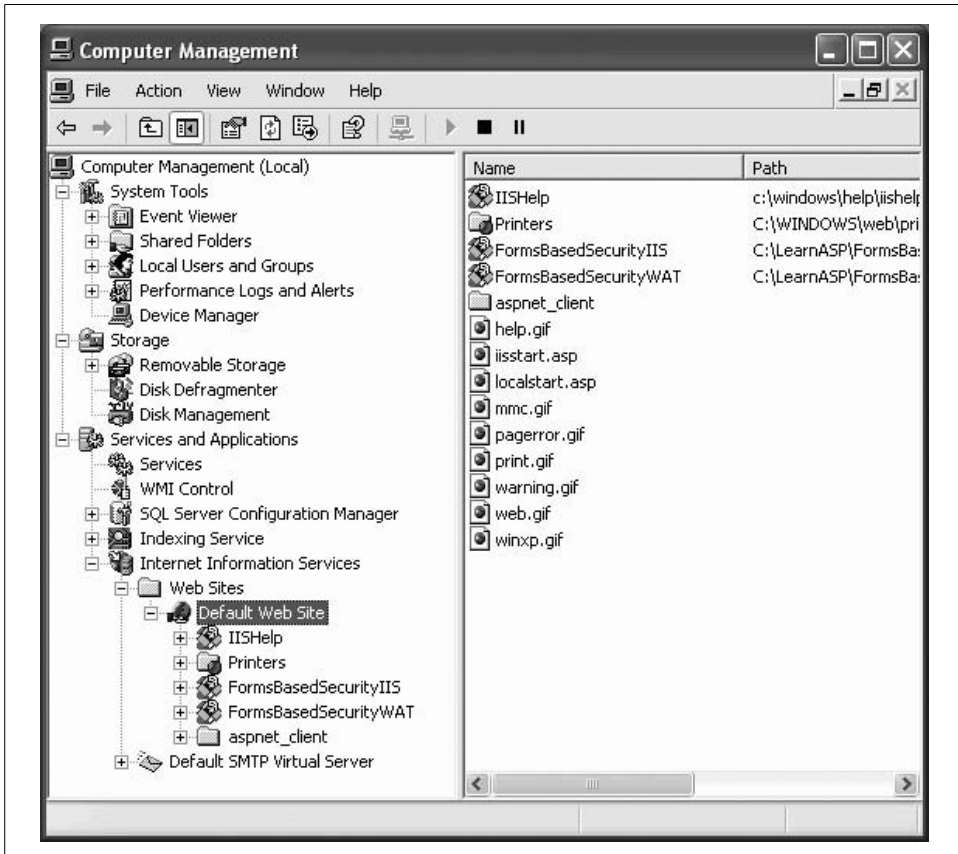 Computer Management
File Action View Window Help
Computer Management (Local)
System Tools
Event Viewer
Shared Folders
Local Users and Groups
Performance Logs and Alerts
Device Manager
Storage
Removable Storage
Disk Defragmenter
Disk Management
Services and Applications
Services
WMI Control
SQL Server Configuration Manager
Indexing Service
Internet Information Services
Web Sites
Default Web Site
IISHelp
Printers
FormsBasedSecurityIIS
FormsBasedSecurityWAT
aspnet_client
Default SMTP Virtual Server
Name Path
IISHelp c:\windows\help\iishelp
Printers C:\WINDOWS\web\pri
FormsBasedSecurityIIS C:\LearnASP\FormsBa
FormsBasedSecurityWAT C:\LearnASP\FormsBa
aspnet_client
help.gif
iisstart.asp
localstart.asp
mmc.gif
pagerror.gif
print.gif
warning.gif
web.gif
winxp.gif